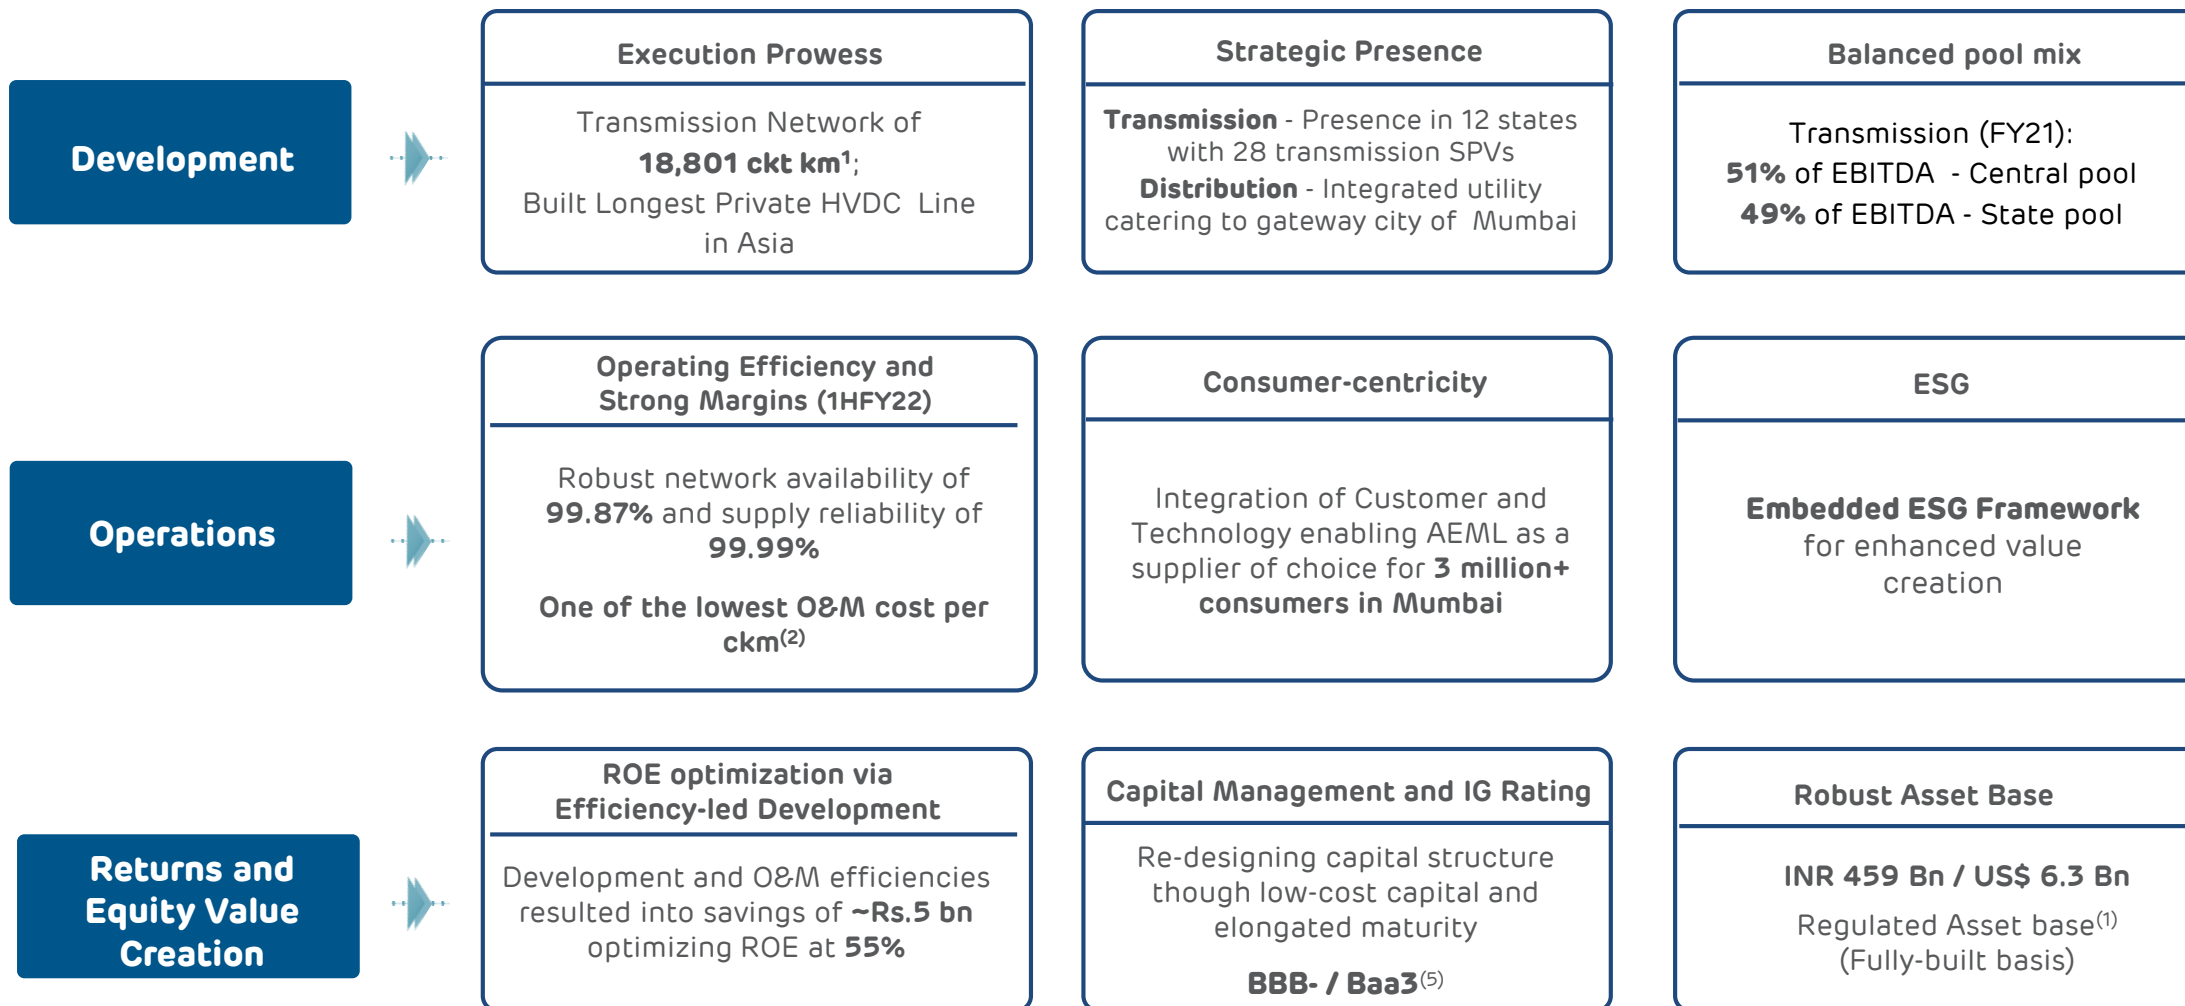 Development
Execution Prowess
Transmission Network of
18,801 ckt km¹;
Built Longest Private HVDC Line
in Asia
Strategic Presence
Transmission - Presence in 12 states
with 28 transmission SPVs
Distribution - Integrated utility
catering to gateway city of Mumbai
Balanced pool mix
Transmission (FY21):
51% of EBITDA - Central pool
49% of EBITDA - State pool
Operations
Operating Efficiency and
Strong Margins (1HFY22)
Robust network availability of
99.87% and supply reliability of
99.99%
One of the lowest O&M cost per
ckm(2)
Consumer-centricity
Integration of Customer and
Technology enabling AEML as a
supplier of choice for 3 million+
consumers in Mumbai
ESG
Embedded ESG Framework
for enhanced value
creation
Returns and
Equity Value
Creation
ROE optimization via
Efficiency-led Development
Development and O&M efficiencies
resulted into savings of ~Rs.5 bn
optimizing ROE at 55%
Capital Management and IG Rating
Re-designing capital structure
though low-cost capital and
elongated maturity
BBB- / Baa3(5)
Robust Asset Base
INR 459 Bn / US$ 6.3 Bn
Regulated Asset base(1)
(Fully-built basis)